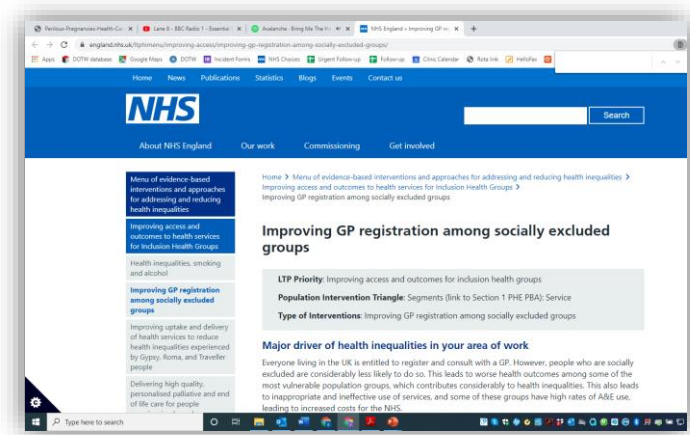 Perilous-Pregnancies-Health-Co
Lane 8 - BBC Radio 1 - Essential
Avalanche - Bring Me The H
NHS England » Improving GP re
england.nhs.uk/ltphimenu/improving-access/improving-gp-registration-among-socially-excluded-groups/
Apps
DOTW database
Google Maps
DOTW
Incident Forms
NHS Choices
Urgent Follow-up
Follow-up
Clinic Calendar
Rota link
HelloFax
Home
News
Publications
Statistics
Blogs
Events
Contact us
NHS
Search
About NHS England
Our work
Commissioning
Get involved
Menu of evidence-based
interventions and approaches
for addressing and reducing
health inequalities
Improving access and
outcomes to health services
for Inclusion Health Groups
Health inequalities, smoking
and alcohol
Improving GP registration
among socially excluded
groups
Improving uptake and delivery
of health services to reduce
health inequalities experienced
by Gypsy, Roma, and Traveller
people
Delivering high quality,
personalised palliative and end
of life care for people
Home > Menu of evidence-based interventions and approaches for addressing and reducing health inequalities >
Improving access and outcomes to health services for Inclusion Health Groups >
Improving GP registration among socially excluded groups
Improving GP registration among socially excluded
groups
LTP Priority: Improving access and outcomes for inclusion health groups
Population Intervention Triangle: Segments (link to Section 1 PHE PBA): Service
Type of Interventions: Improving GP registration among socially excluded groups
Major driver of health inequalities in your area of work
Everyone living in the UK is entitled to register and consult with a GP. However, people who are socially
excluded are considerably less likely to do so. This leads to worse health outcomes among some of the
most vulnerable population groups, which contributes considerably to health inequalities. This also leads
to inappropriate and ineffective use of services, and some of these groups have high rates of A&E use,
leading to increased costs for the NHS.
Type here to search